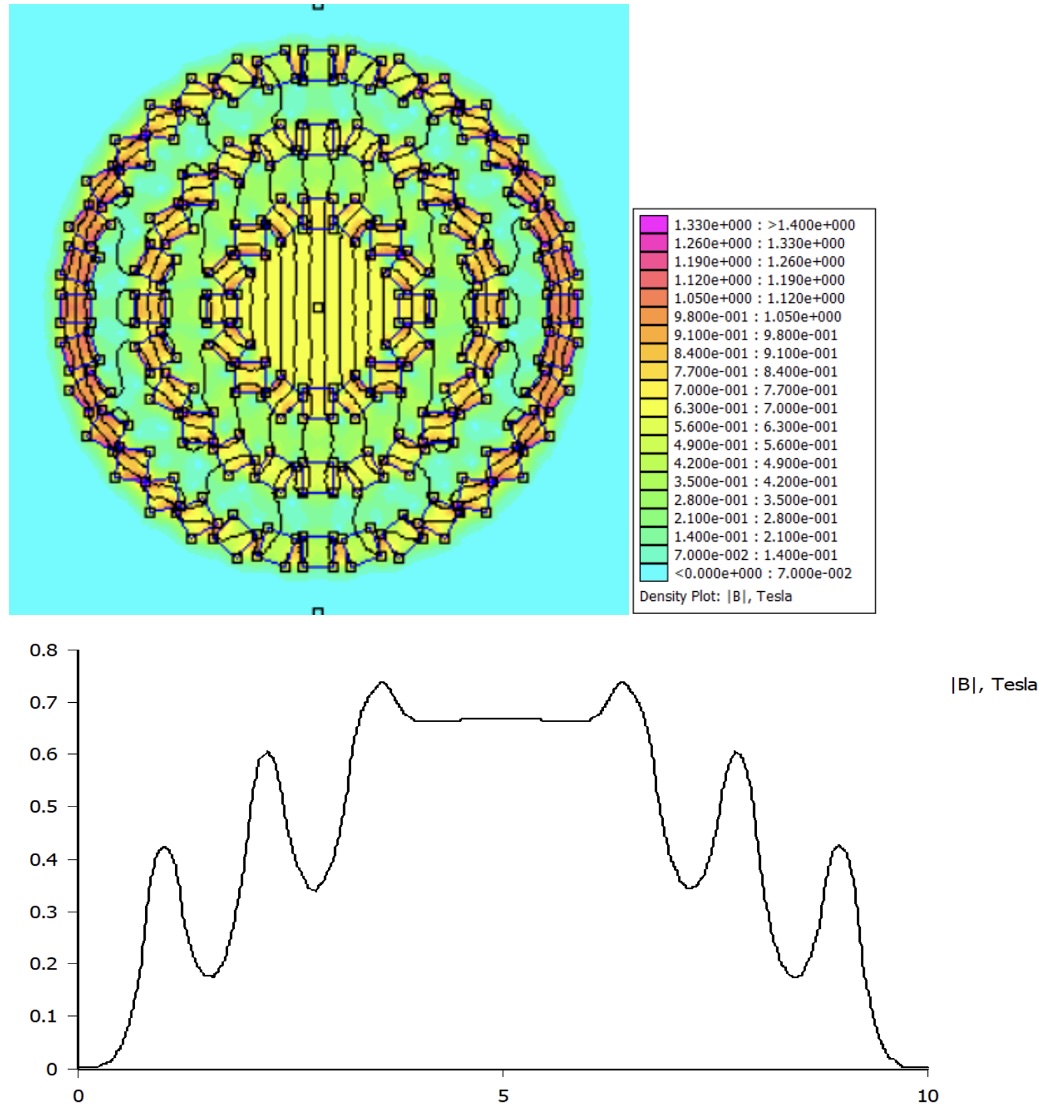 1.330e+000 : >1.400e+000
1.260e+000 : 1.330e+000
1.190e+000 : 1.260e+000
1.120e+000 : 1.190e+000
1.050e+000 : 1.120e+000
9.800e-001 : 1.050e+000
9.100e-001 : 9.800e-001
8.400e-001 : 9.100e-001
7.700e-001 : 8.400e-001
7.000e-001 : 7.700e-001
6.300e-001 : 7.000e-001
5.600e-001 : 6.300e-001
4.900e-001 : 5.600e-001
4.200e-001 : 4.900e-001
3.500e-001 : 4.200e-001
2.800e-001 : 3.500e-001
2.100e-001 : 2.800e-001
1.400e-001 : 2.100e-001
7.000e-002 : 1.400e-001
<0.000e+000 : 7.000e-002
Density Plot: |B|, Tesla
0.8
|B|, Tesla
0.7
0.6
0.5
0.4
0.3
0.2
0.1
0
0 5 10